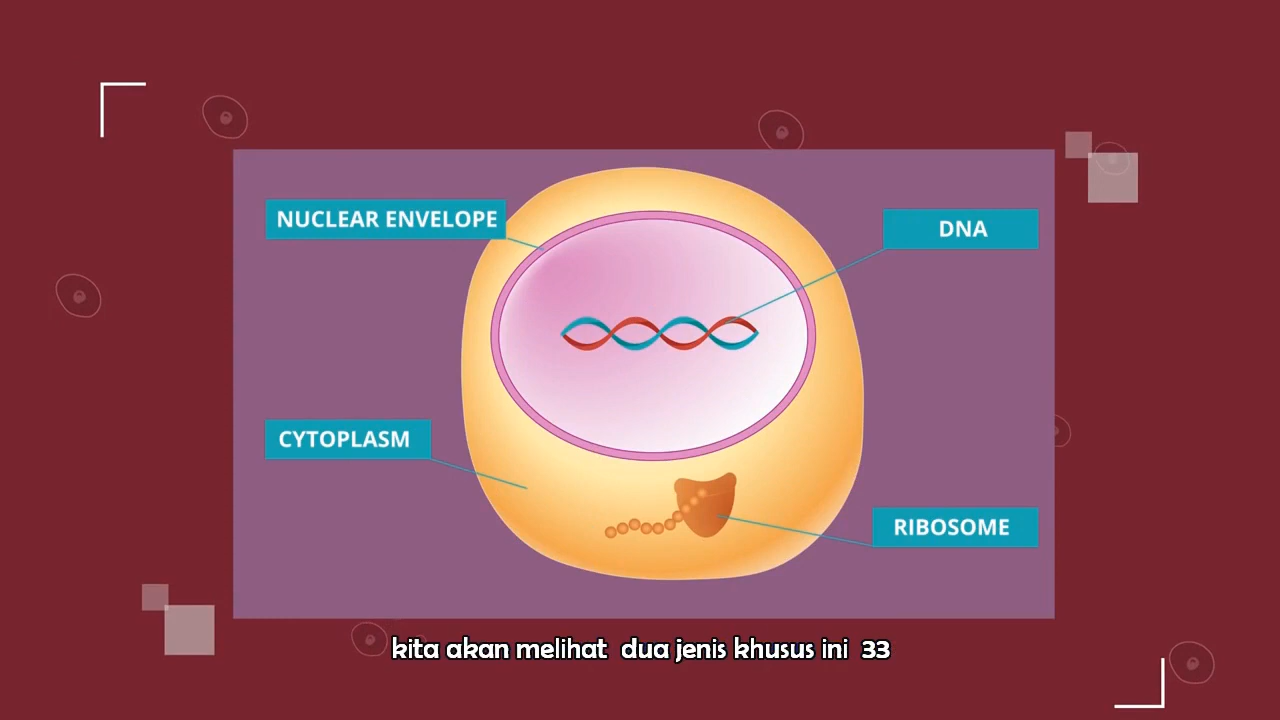 NUCLEAR ENVELOPE
DNA
CYTOPLASM
RIBOSOME
kita akan melihat dua jenis khusus ini 33